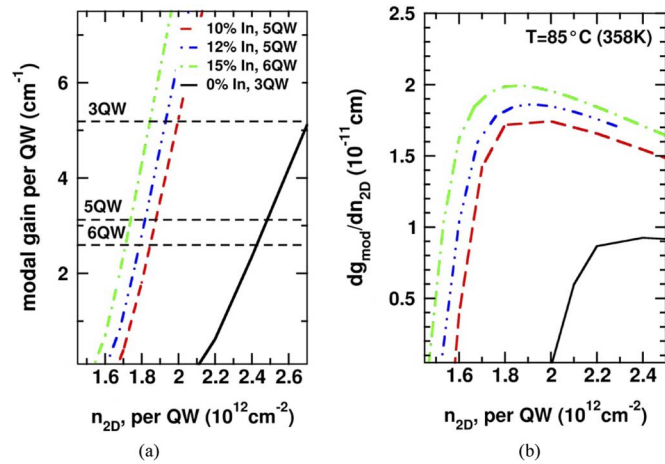 10% In, 5QW
12% In, 5QW
15% In, 6QW
0% In, 3QW
3QW
5QW
6QW
modal gain per QW (cm⁻¹)
2
4
6
1.6
1.8
2
2.2
2.4
2.6
n₂D, per QW (10¹²cm⁻²)
(a)
T=85°C (358K)
dg_mod/dn₂D (10⁻¹¹ cm)
0
0.5
1
1.5
2
2.5
1.6
1.8
2
2.2
2.4
n₂D, per QW (10¹²cm⁻²)
(b)